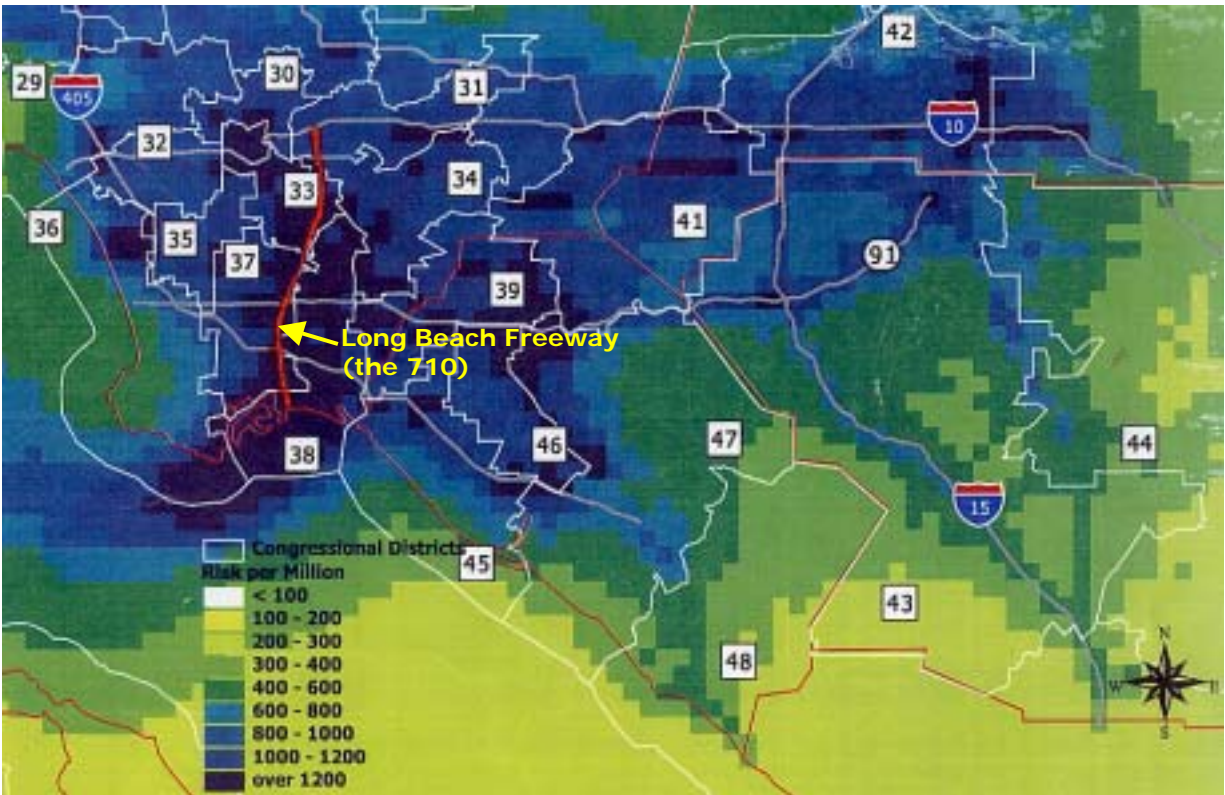 42
30
29
31
405
10
32
33
34
36
41
35
37
91
39
Long Beach Freeway
(the 710)
47
44
46
38
15
Congressional Districts
45
Risk per Million
< 100
43
100 - 200
200 - 300
N
300 - 400
48
400 - 600
W E
600 - 800
800 - 1000
S
1000 - 1200
over 1200